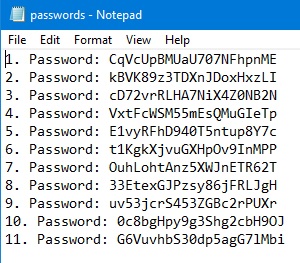 passwords - Notepad
File Edit Format View Help
1. Password: CqVcUpBMUaU707NFhpnME
2. Password: kBVK89z3TDXnJDoxHxzLI
3. Password: cD72vrRLHA7NiX4Z0NB2N
4. Password: VxtFcWSM55mEsQMuGIeTp
5. Password: E1vyRFhD940T5ntup8Y7c
6. Password: t1KgkXjvuGXHpOv9InMPP
7. Password: OuhLohtAnz5XWJnETR62T
8. Password: 33EtexGJPzsy86jFRLJgH
9. Password: uv53jcrS453ZGBc2rPUXr
10. Password: 0c8bgHpy9g3Shg2cbH9OJ
11. Password: G6VuvhbS30dp5agG7lMbi